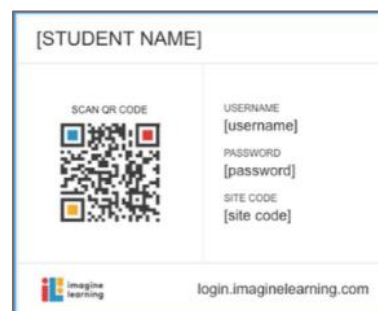 [STUDENT NAME]
SCAN QR CODE
USERNAME
[username]
PASSWORD
[password]
SITE CODE
[site code]
imagine
learning
login.imaginelearning.com